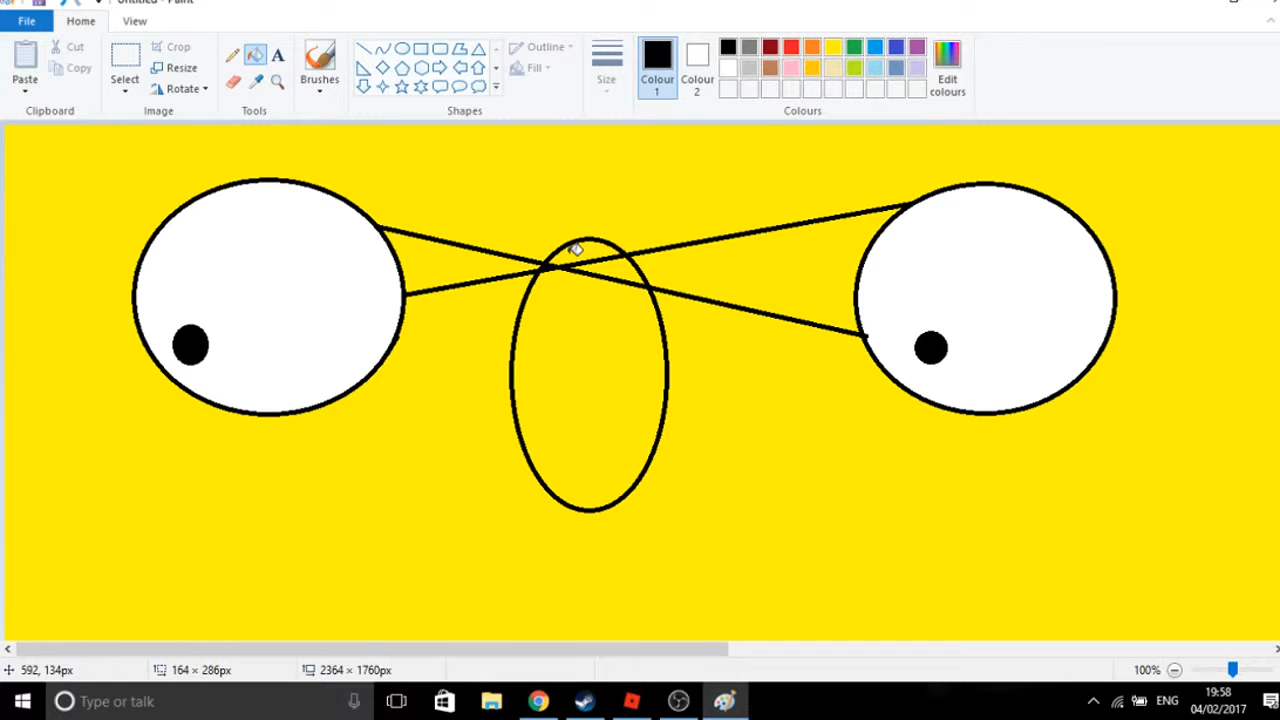 Untitled - Paint
File
Home
View
Paste
Cut
Copy
Clipboard
Select
Crop
Resize
Rotate
Image
A
Tools
Brushes
Outline
Fill
Shapes
Size
Colour
1
Colour
2
Edit
colours
Colours
592, 134px
164 × 286px
2364 × 1760px
100%
Type or talk
ENG
19:58
04/02/2017